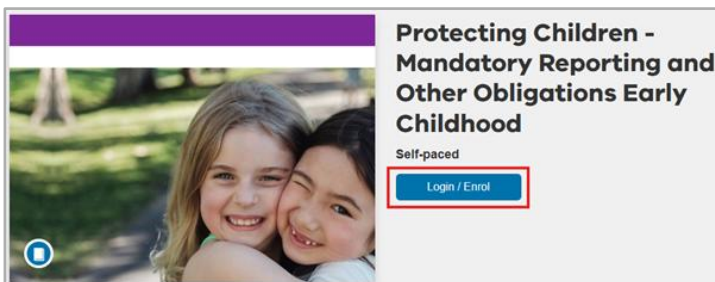 Protecting Children -
Mandatory Reporting and
Other Obligations Early
Childhood
Self-paced
Login / Enrol